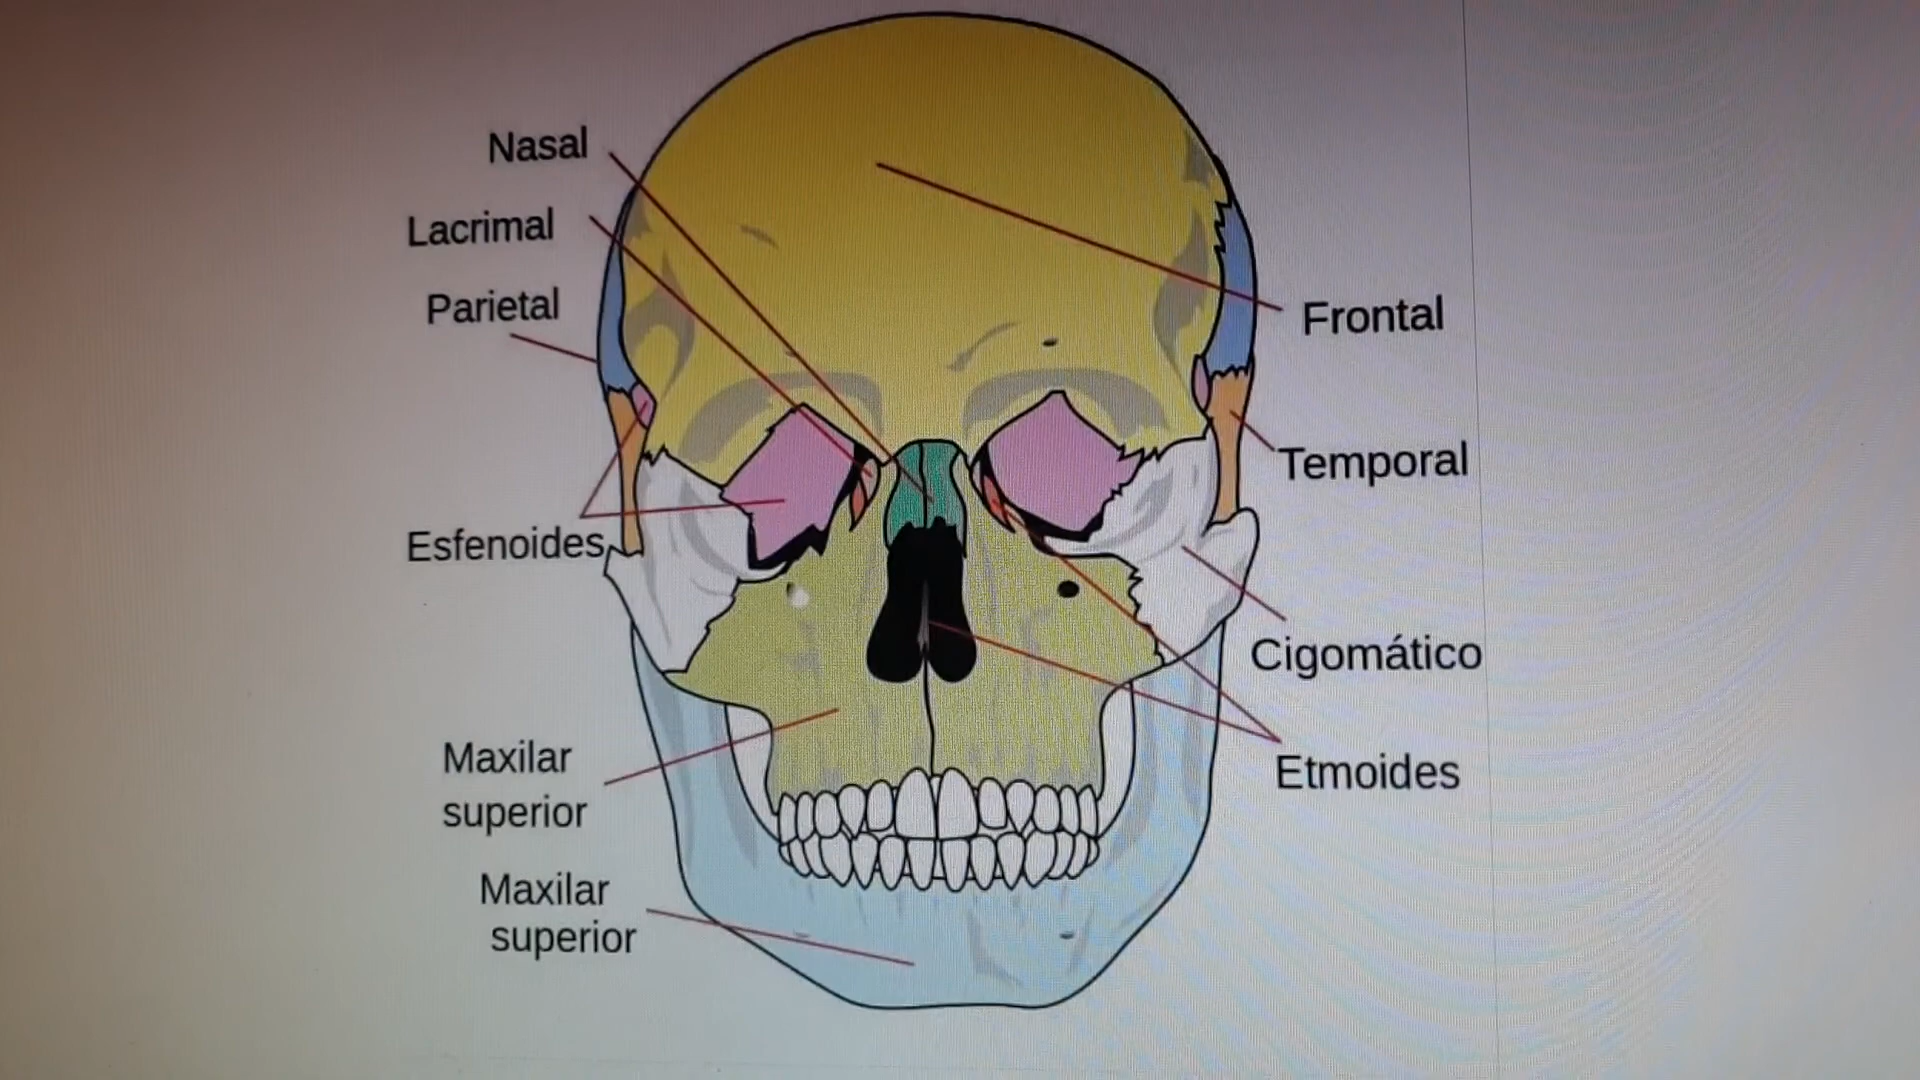 Nasal
Lacrimal
Parietal
Frontal
Temporal
Esfenoides
Cigomático
Maxilar
superior
Etmoides
Maxilar
superior